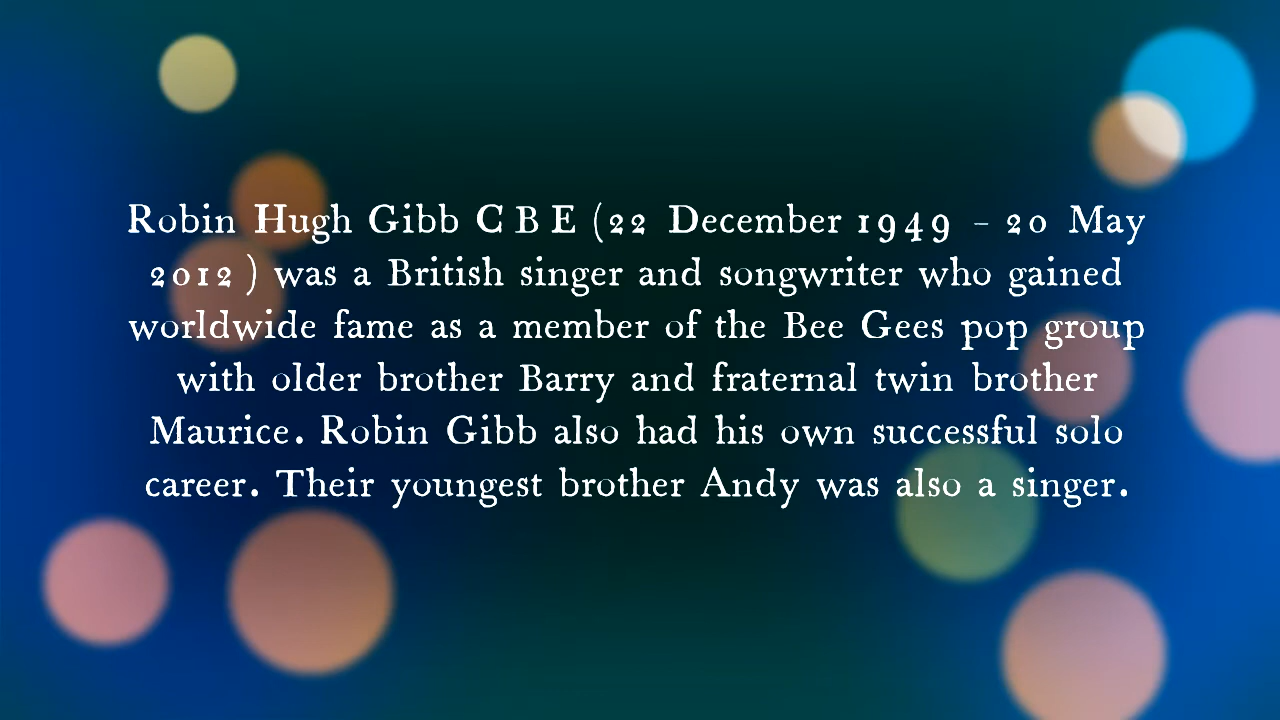 Robin Hugh Gibb CBE (22 December 1949 – 20 May
2012) was a British singer and songwriter who gained
worldwide fame as a member of the Bee Gees pop group
with older brother Barry and fraternal twin brother
Maurice. Robin Gibb also had his own successful solo
career. Their youngest brother Andy was also a singer.